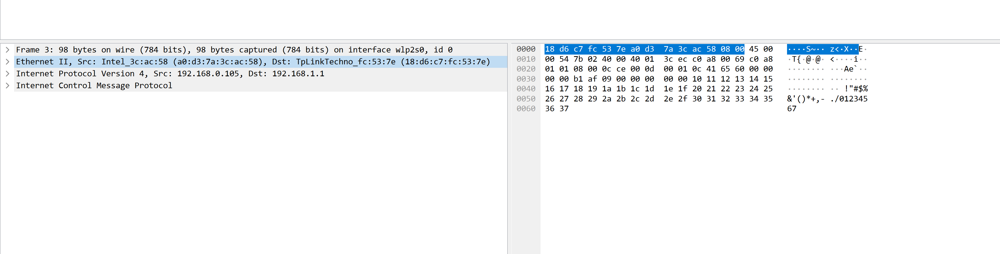 Frame 3: 98 bytes on wire (784 bits), 98 bytes captured (784 bits) on interface wlp2s0, id 0
Ethernet II, Src: Intel_3c:ac:58 (a0:d3:7a:3c:ac:58), Dst: TpLinkTechno_fc:53:7e (18:d6:c7:fc:53:7e)
Internet Protocol Version 4, Src: 192.168.0.105, Dst: 192.168.1.1
Internet Control Message Protocol
0000 18 d6 c7 fc 53 7e a0 d3 7a 3c ac 58 08 00 45 00 ····S~·· z<·X··E·
0010 00 54 7b 02 40 00 40 01 3c ec c0 a8 00 69 c0 a8 ·T{·@·@· <····i··
0020 01 01 08 00 0c ce 00 0d 00 01 0c 41 65 60 00 00 ········ ···Ae`··
0030 00 00 b1 af 09 00 00 00 00 00 10 11 12 13 14 15 ········ ········
0040 16 17 18 19 1a 1b 1c 1d 1e 1f 20 21 22 23 24 25 ········ ·· !"#$%
0050 26 27 28 29 2a 2b 2c 2d 2e 2f 30 31 32 33 34 35 &'()*+,- ./012345
0060 36 37 67